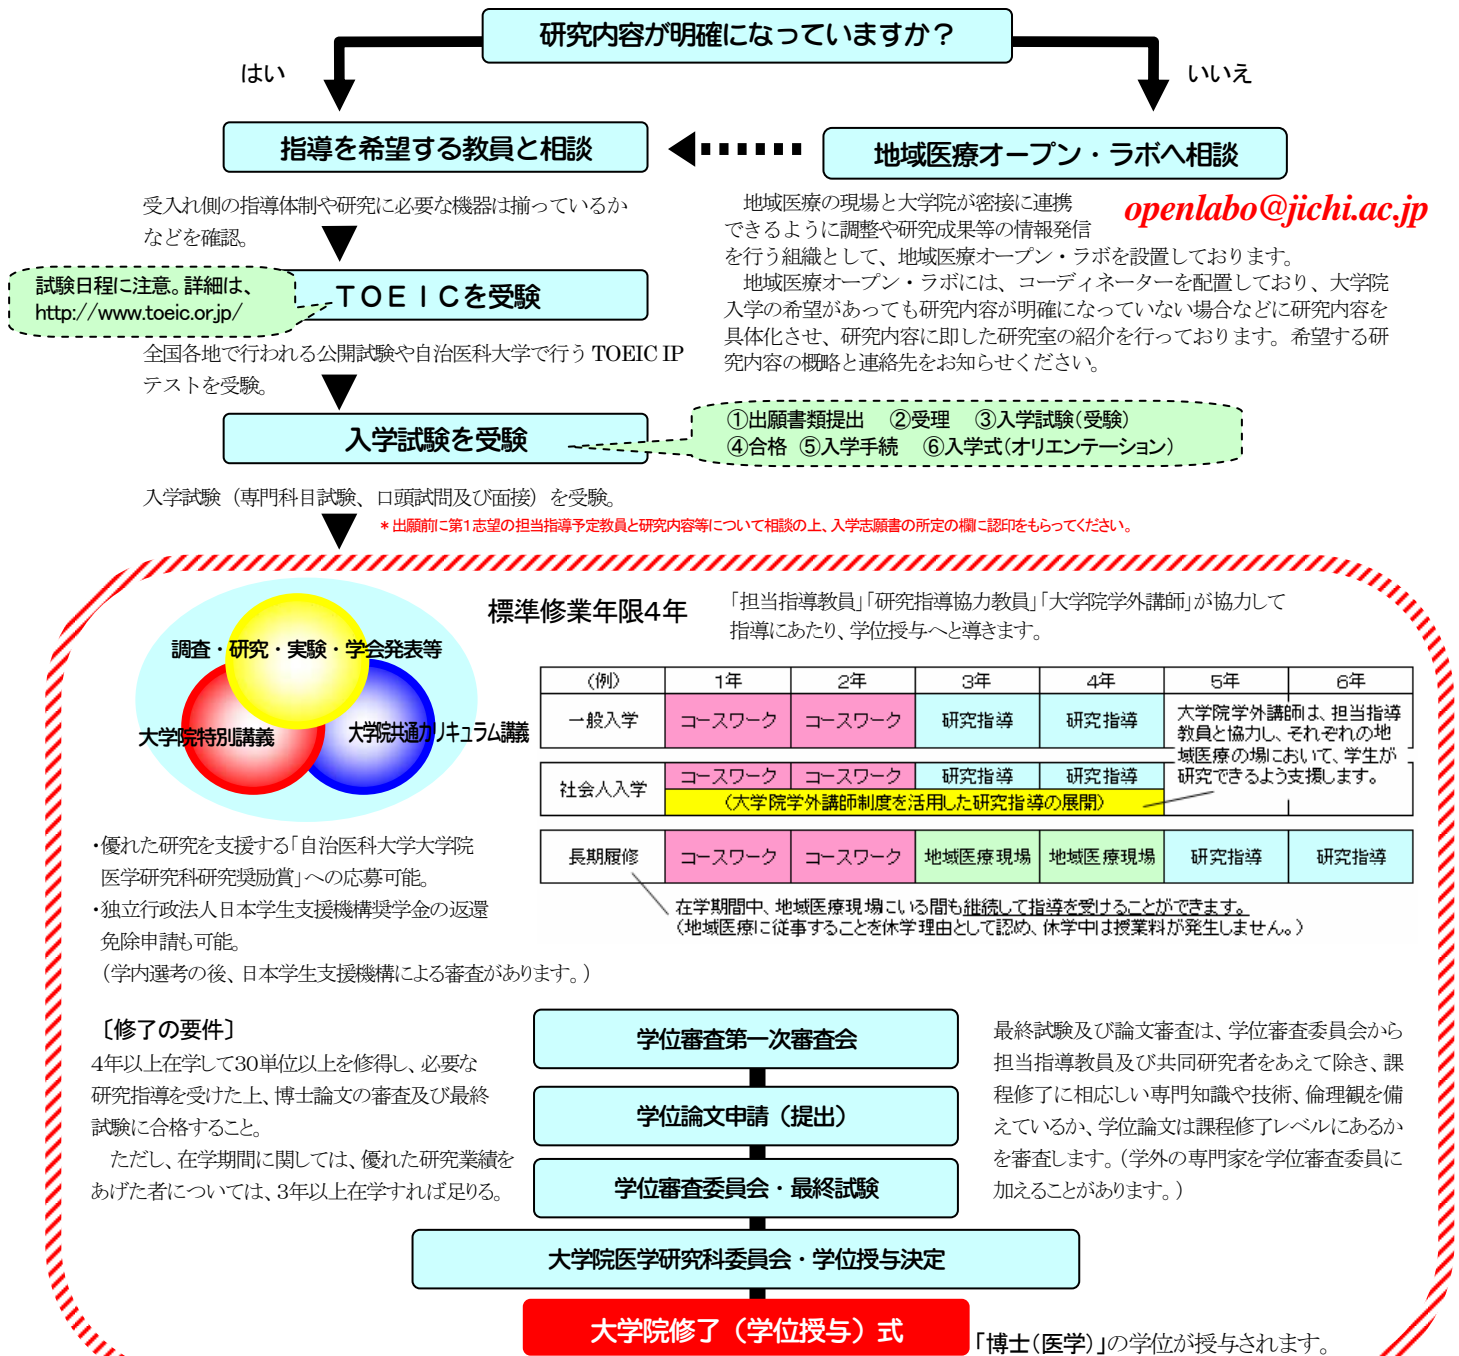 研究内容が明確になっていますか？
はい
いいえ
指導を希望する教員と相談
地域医療オープン・ラボへ相談
受入れ側の指導体制や研究に必要な機器は揃っているか
などを確認。
地域医療の現場と大学院が密接に連携
できるように調整や研究成果等の情報発信
を行う組織として、地域医療オープン・ラボを設置しております。
地域医療オープン・ラボには、コーディネーターを配置しており、大学院
入学の希望があっても研究内容が明確になっていない場合などに研究内容を
具体化させ、研究内容に即した研究室の紹介を行っております。希望する研
究内容の概略と連絡先をお知らせください。
openlabo@jichi.ac.jp
試験日程に注意。詳細は、
http://www.toeic.or.jp/
ＴＯＥＩＣを受験
全国各地で行われる公開試験や自治医科大学で行う TOEIC IP
テストを受験。
入学試験を受験
①出願書類提出　②受理　③入学試験（受験）
④合格 ⑤入学手続　⑥入学式（オリエンテーション）
入学試験（専門科目試験、口頭試問及び面接）を受験。
＊出願前に第1志望の担当指導予定教員と研究内容等について相談の上、入学志願書の所定の欄に認印をもらってください。
標準修業年限4年
「担当指導教員」「研究指導協力教員」「大学院学外講師」が協力して
指導にあたり、学位授与へと導きます。
調査・研究・実験・学会発表等
大学院特別講義
大学院共通カリキュラム講義
（例） 1年 2年 3年 4年 5年 6年
一般入学 コースワーク コースワーク 研究指導 研究指導
大学院学外講師は、担当指導
教員と協力し、それぞれの地
域医療の場において、学生が
研究できるよう支援します。
社会人入学 コースワーク コースワーク 研究指導 研究指導
（大学院学外講師制度を活用した研究指導の展開）
長期履修 コースワーク コースワーク 地域医療現場 地域医療現場 研究指導 研究指導
在学期間中、地域医療現場にいる間も継続して指導を受けることができます。
（地域医療に従事することを休学理由として認め、休学中は授業料が発生しません。）
・優れた研究を支援する「自治医科大学大学院
医学研究科研究奨励賞」への応募可能。
・独立行政法人日本学生支援機構奨学金の返還
免除申請も可能。
（学内選考の後、日本学生支援機構による審査があります。）
〔修了の要件〕
4年以上在学して30単位以上を修得し、必要な
研究指導を受けた上、博士論文の審査及び最終
試験に合格すること。
ただし、在学期間に関しては、優れた研究業績を
あげた者については、3年以上在学すれば足りる。
学位審査第一次審査会
学位論文申請（提出）
学位審査委員会・最終試験
大学院医学研究科委員会・学位授与決定
大学院修了（学位授与）式
最終試験及び論文審査は、学位審査委員会から
担当指導教員及び共同研究者をあえて除き、課
程修了に相応しい専門知識や技術、倫理観を備
えているか、学位論文は課程修了レベルにあるか
を審査します。（学外の専門家を学位審査委員に
加えることがあります。）
「博士（医学）」の学位が授与されます。